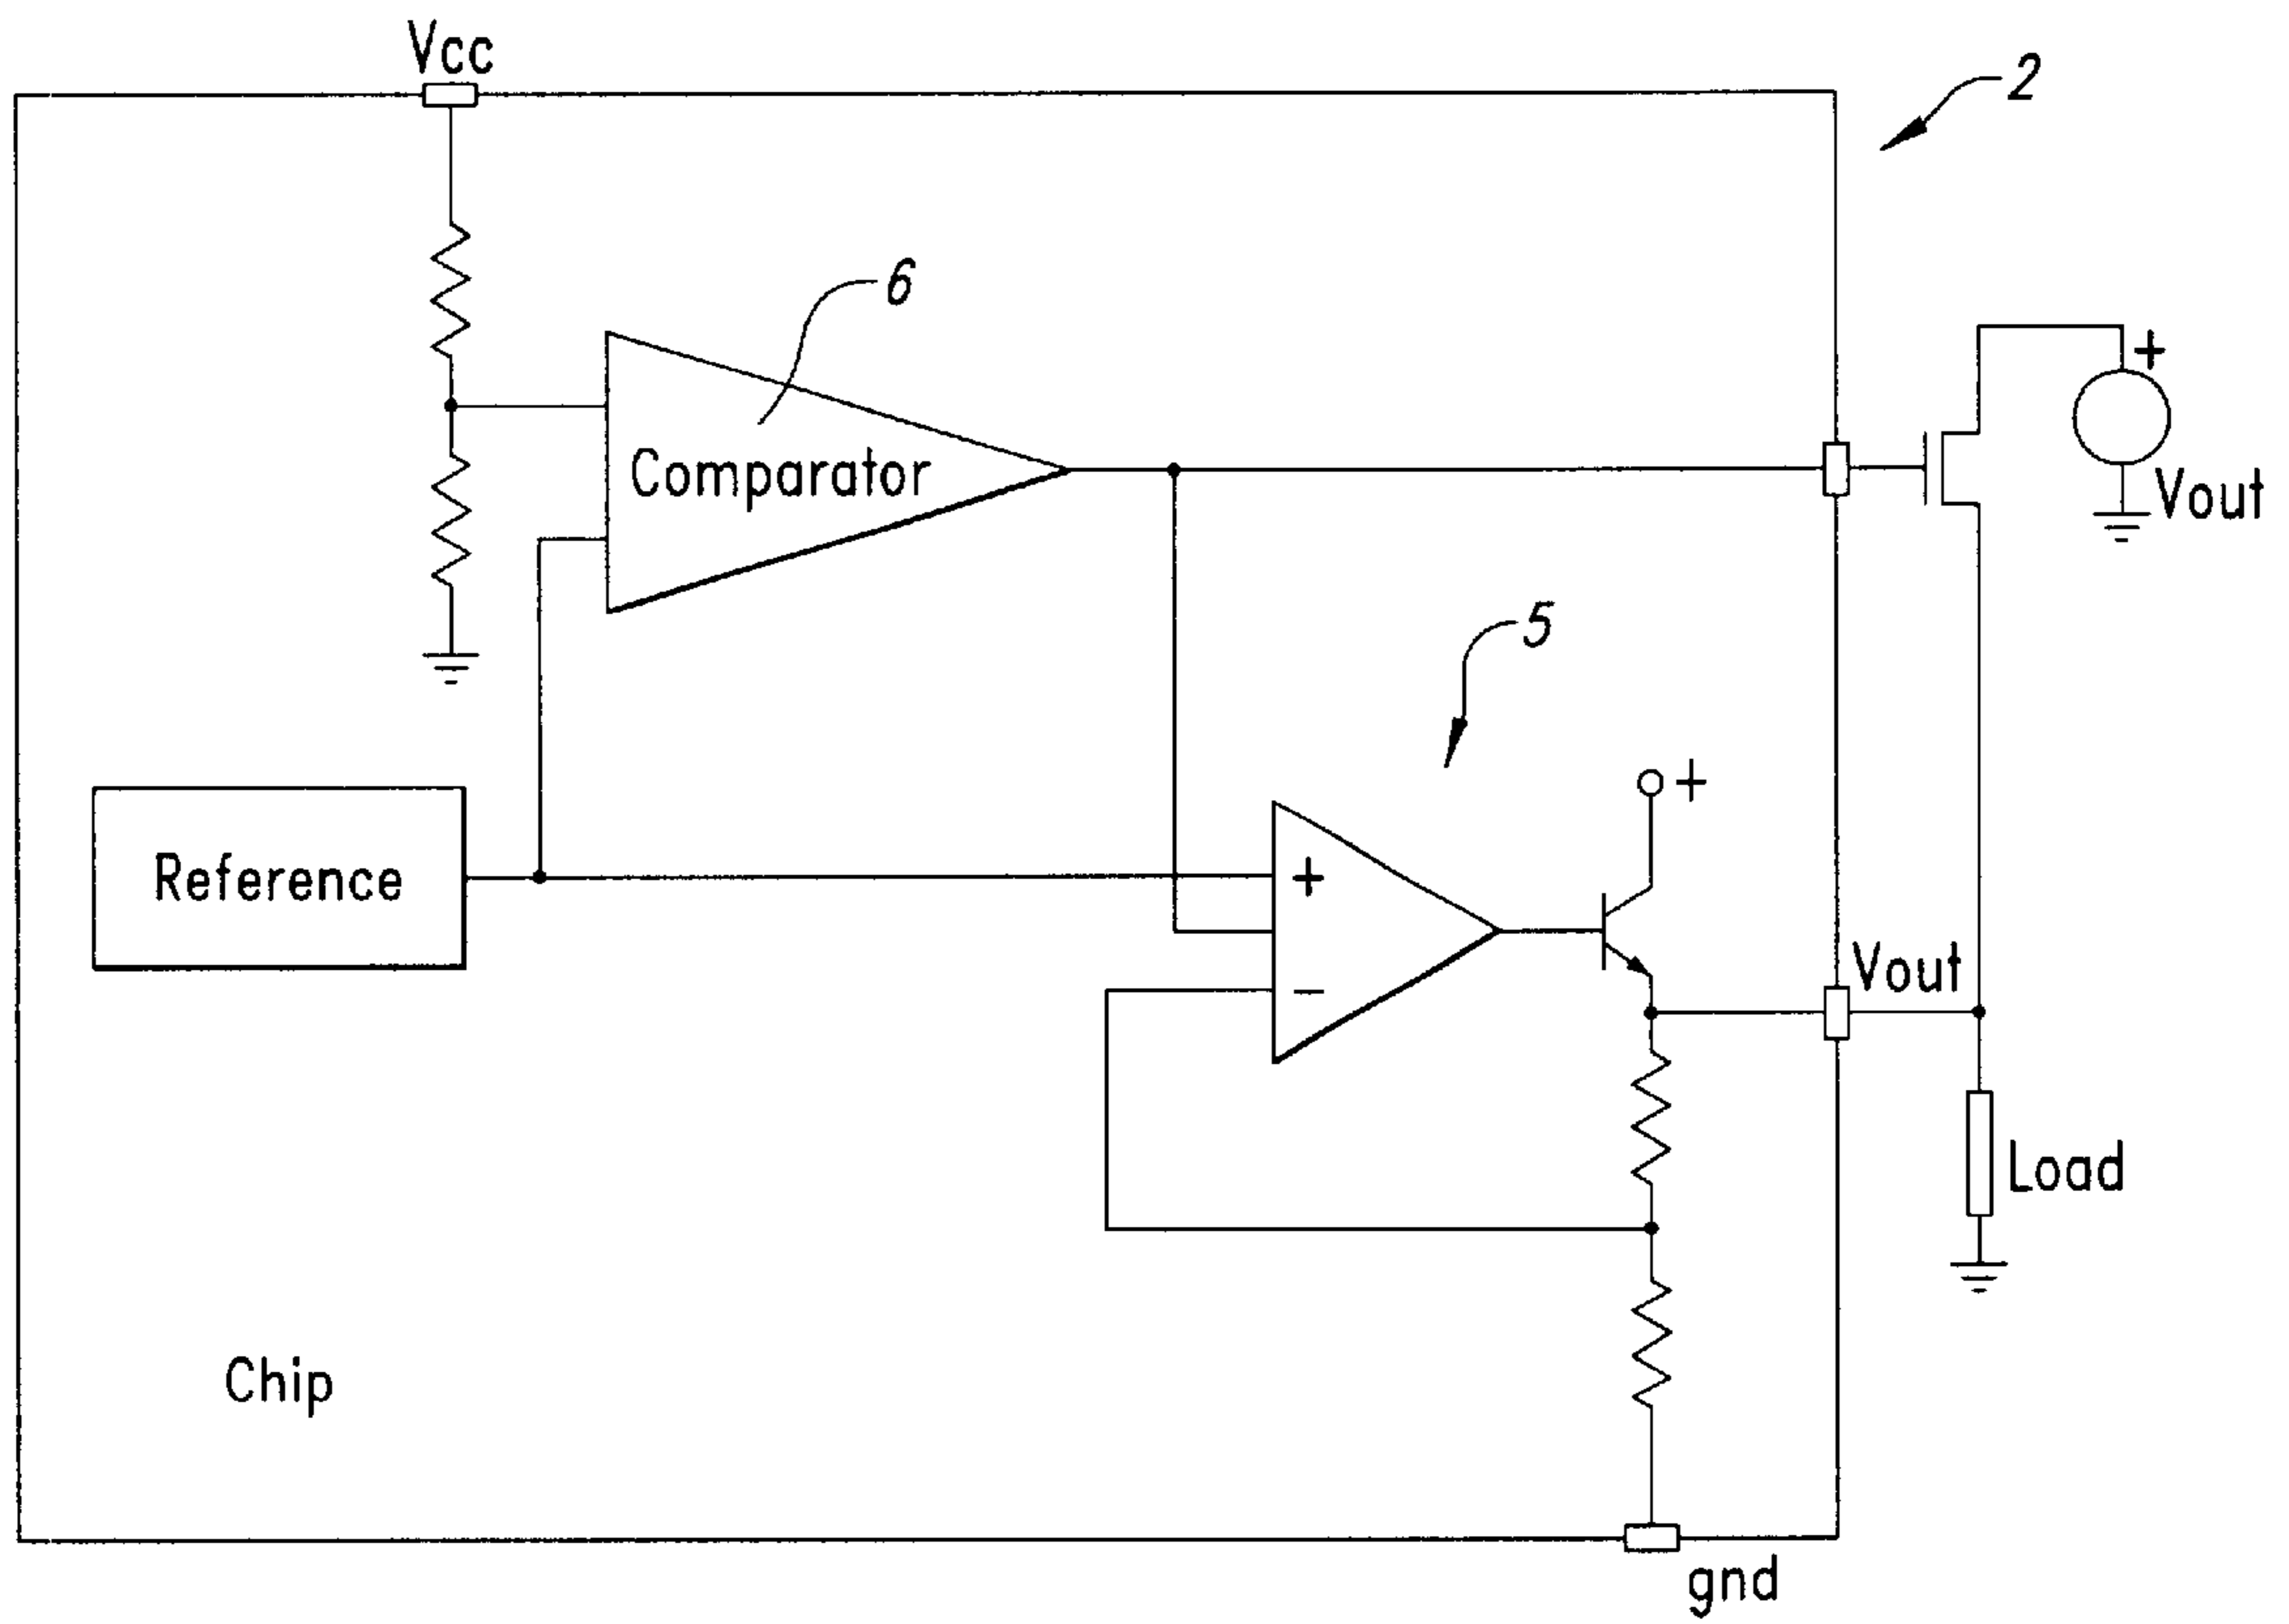 Vcc
2
6
+
Comparator
Vout
5
+
Reference
+
Vout
−
Load
Chip
gnd